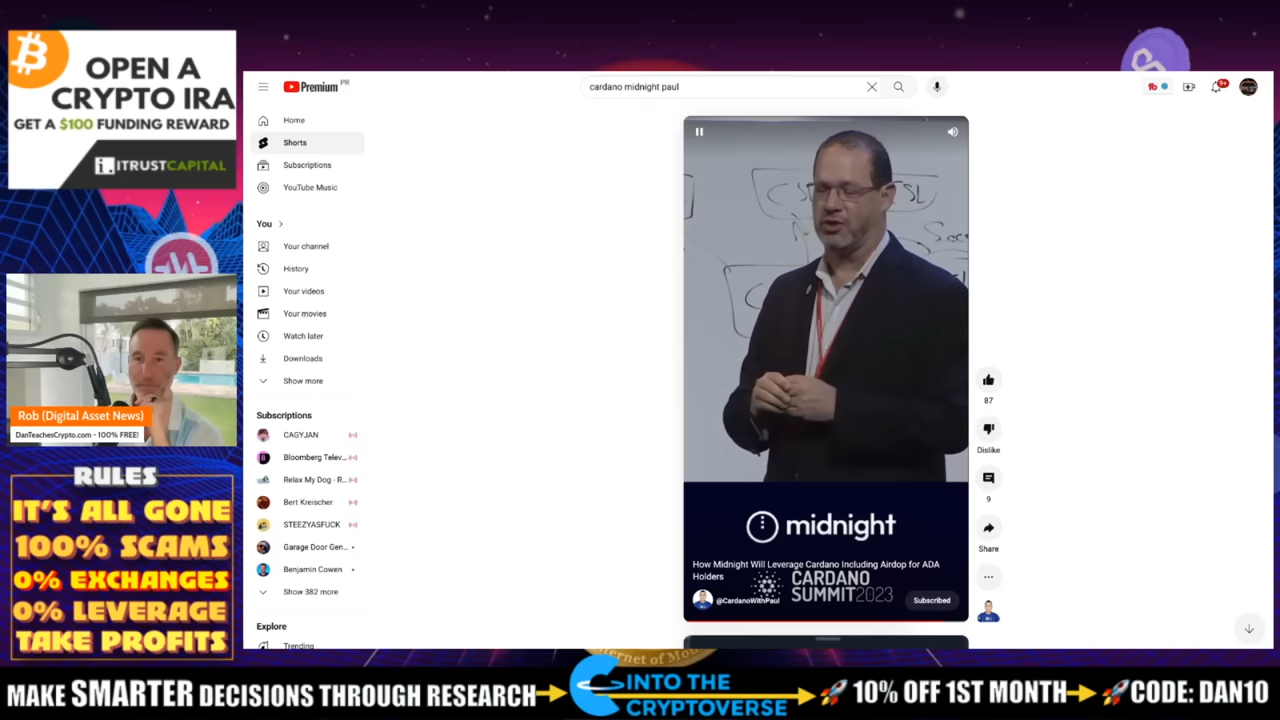 OPEN A
CRYPTO IRA
GET A $100 FUNDING REWARD
ITRUSTCAPITAL
Premium PR
cardano midnight paul
9+
Home
Shorts
Subscriptions
YouTube Music
You
Your channel
History
Your videos
Your movies
Watch later
Downloads
Show more
Subscriptions
CAGYJAN
Bloomberg Telev...
Relax My Dog - R...
Bert Kreischer
STEEZYASFUCK
Garage Door Gen...
Benjamin Cowen
Show 382 more
Explore
Trending
midnight
How Midnight Will Leverage Cardano Including Airdop for ADA
Holders
CARDANO
SUMMIT 2023
@CardanoWithPaul
Subscribed
87
Dislike
9
Share
Rob (Digital Asset News)
DanTeachesCrypto.com - 100% FREE!
RULES
IT'S ALL GONE
100% SCAMS
0% EXCHANGES
0% LEVERAGE
TAKE PROFITS
MAKE SMARTER DECISIONS THROUGH RESEARCH
INTO THE
CRYPTOVERSE
10% OFF 1ST MONTH
CODE: DAN10